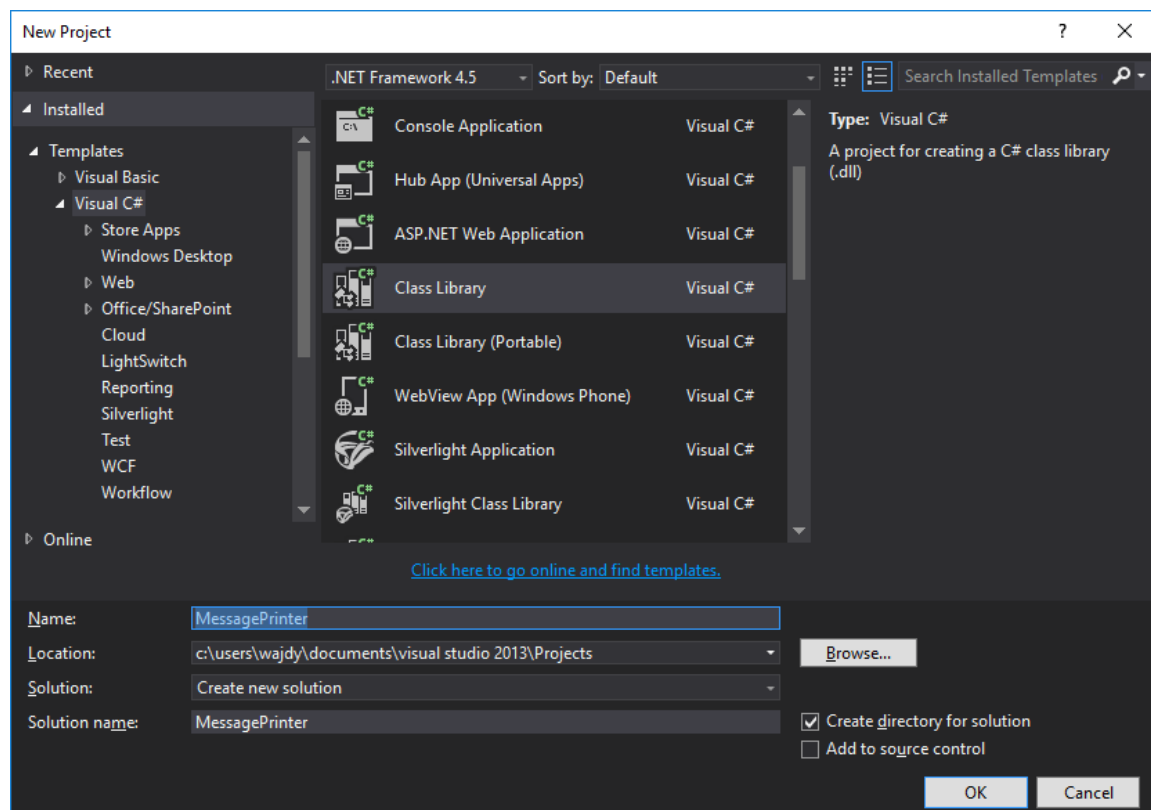 New Project
?
Recent
.NET Framework 4.5
Sort by:
Default
Search Installed Templates
Installed
Templates
Visual Basic
Visual C#
Store Apps
Windows Desktop
Web
Office/SharePoint
Cloud
LightSwitch
Reporting
Silverlight
Test
WCF
Workflow
Online
C# C:\ Console Application Visual C#
C# Hub App (Universal Apps) Visual C#
C# ASP.NET Web Application Visual C#
C# Class Library Visual C#
C# Class Library (Portable) Visual C#
C# WebView App (Windows Phone) Visual C#
C# Silverlight Application Visual C#
C# Silverlight Class Library Visual C#
Type: Visual C#
A project for creating a C# class library
(.dll)
Click here to go online and find templates.
Name: MessagePrinter
Location: c:\users\wajdy\documents\visual studio 2013\Projects
Browse...
Solution: Create new solution
Solution name: MessagePrinter
Create directory for solution
Add to source control
OK
Cancel